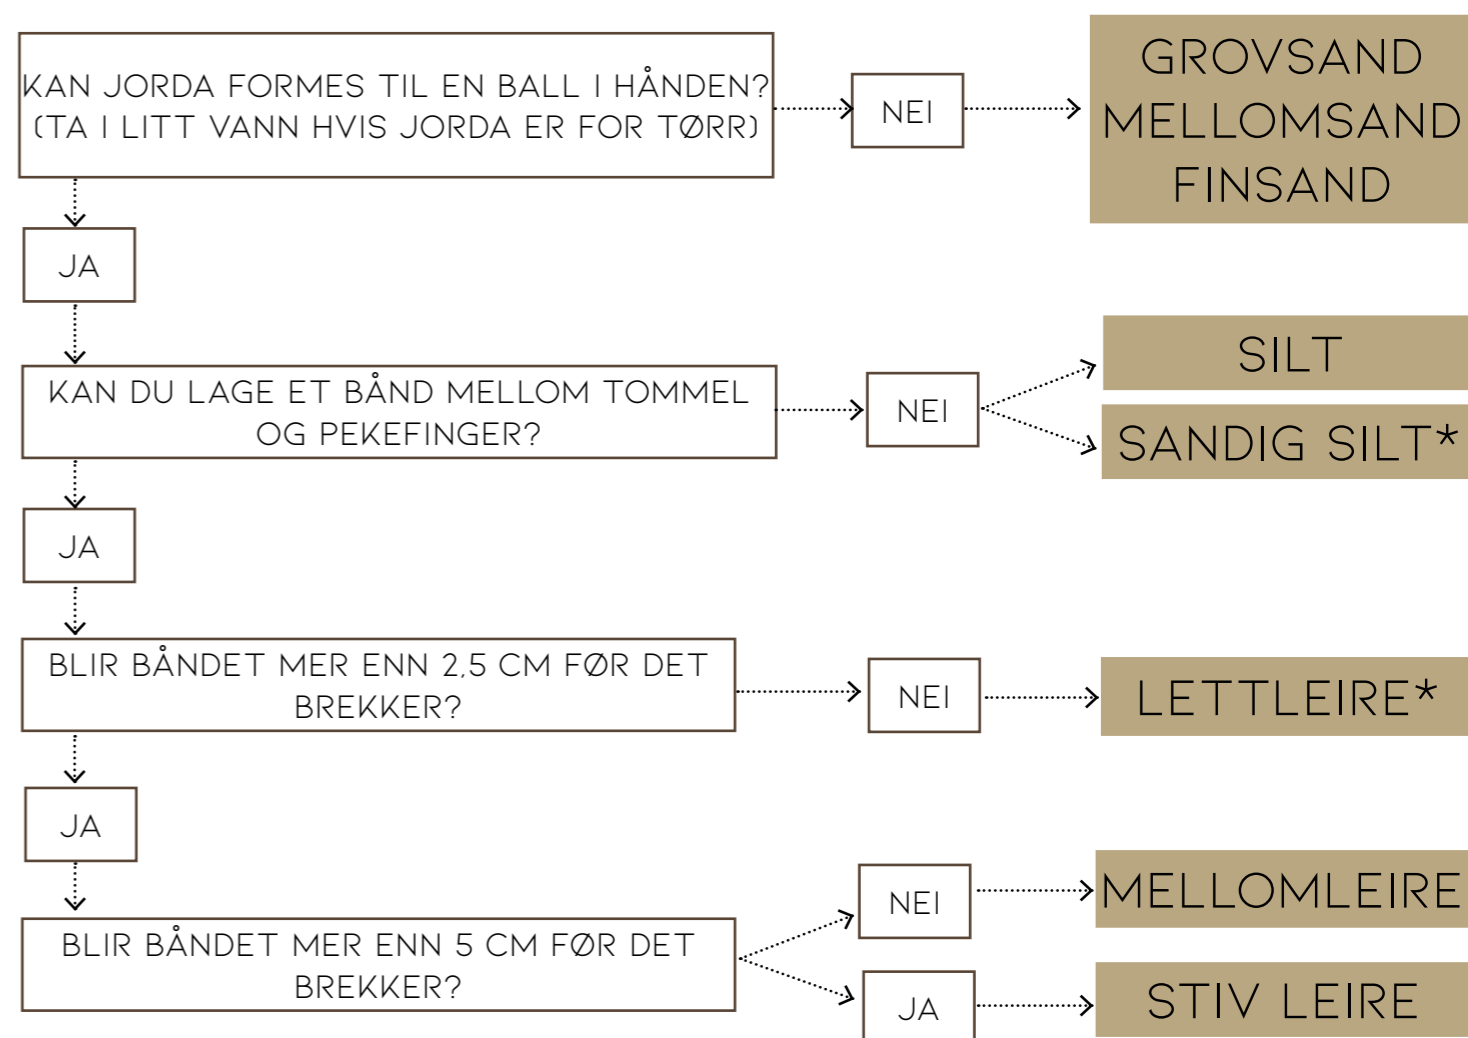 KAN JORDA FORMES TIL EN BALL I HÅNDEN?
(TA I LITT VANN HVIS JORDA ER FOR TØRR)
NEI
GROVSAND
MELLOMSAND
FINSAND
JA
KAN DU LAGE ET BÅND MELLOM TOMMEL
OG PEKEFINGER?
NEI
SILT
SANDIG SILT*
JA
BLIR BÅNDET MER ENN 2,5 CM FØR DET
BREKKER?
NEI
LETTLEIRE*
JA
BLIR BÅNDET MER ENN 5 CM FØR DET
BREKKER?
NEI
MELLOMLEIRE
JA
STIV LEIRE